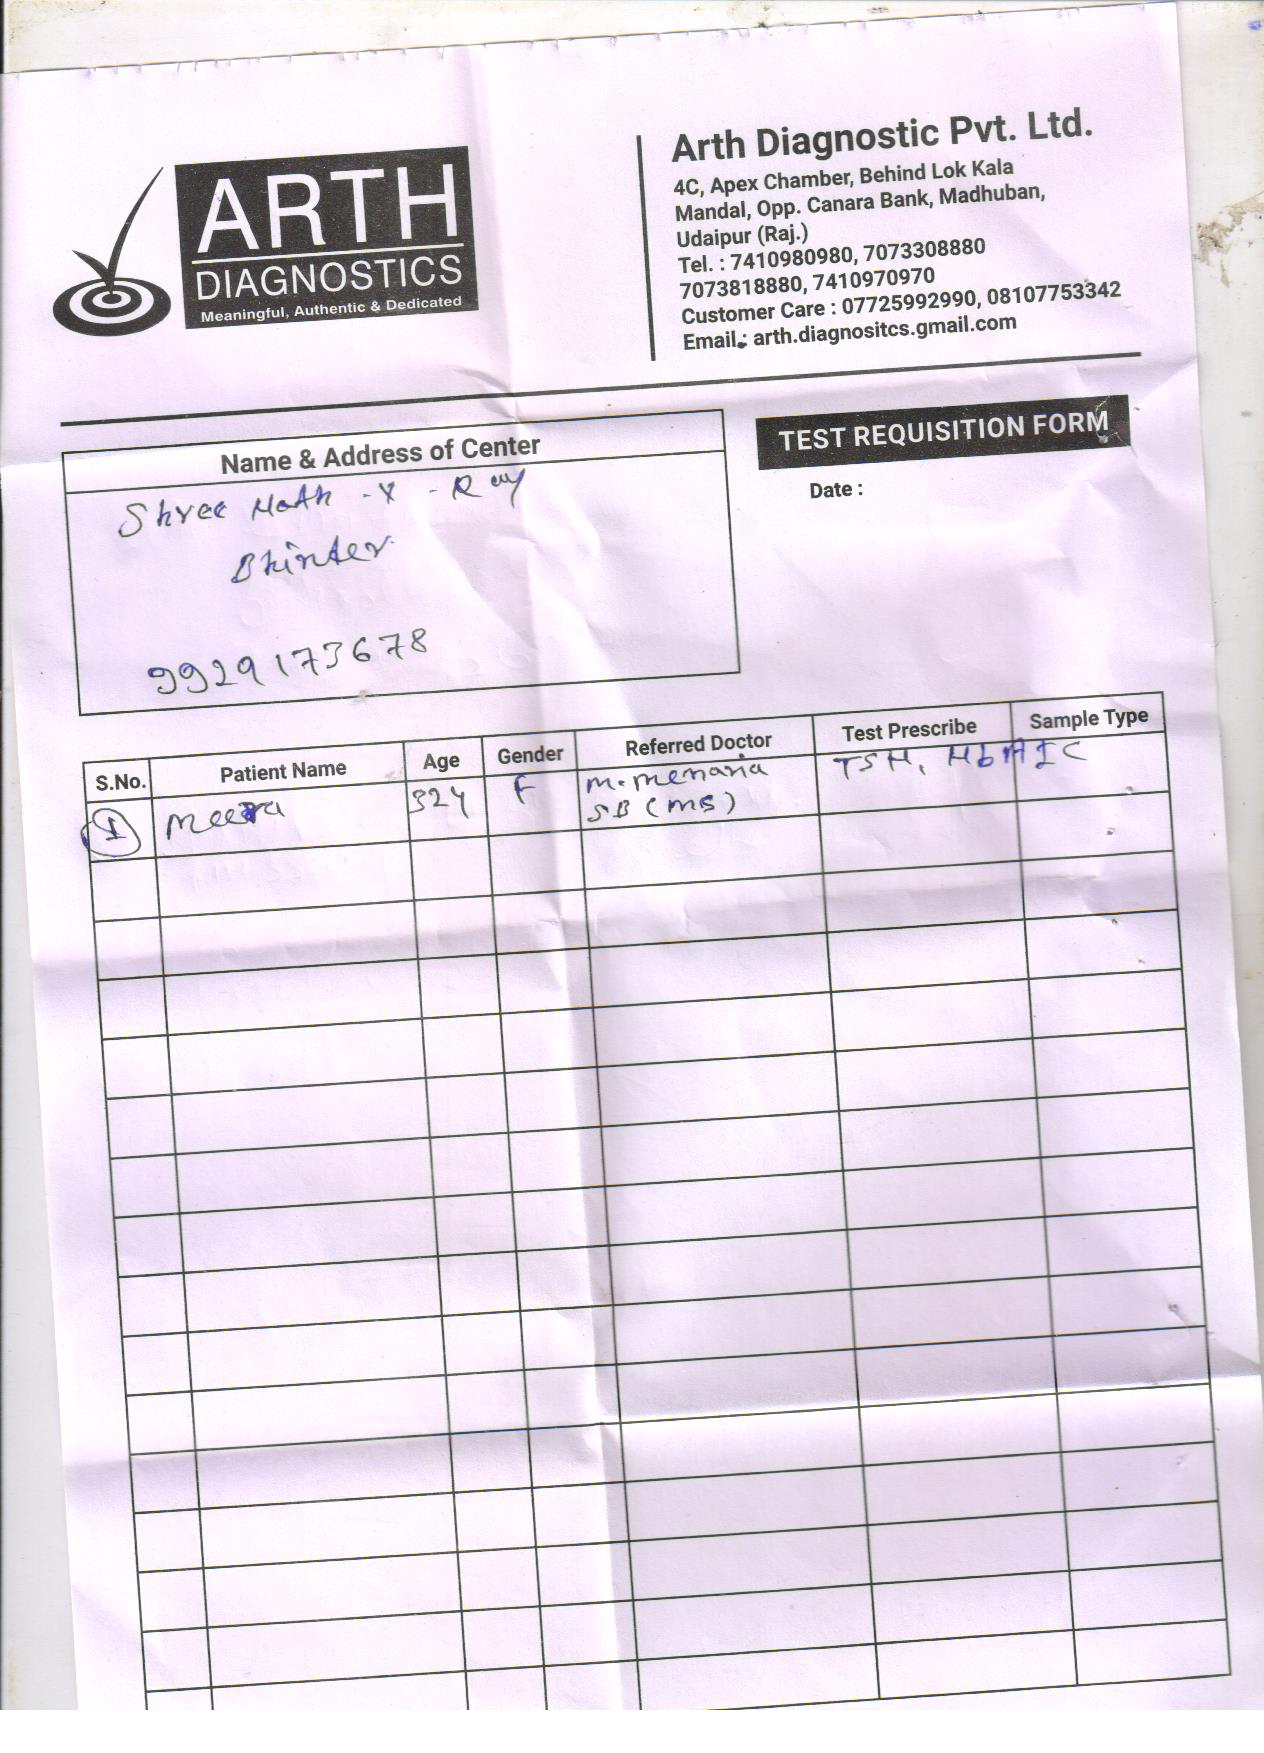 ARTH
DIAGNOSTICS
Meaningful, Authentic & Dedicated
Arth Diagnostic Pvt. Ltd.
4C, Apex Chamber, Behind Lok Kala
Mandal, Opp. Canara Bank, Madhuban,
Udaipur (Raj.)
Tel. : 7410980980, 7073308880
7073818880, 7410970970
Customer Care : 07725992990, 08107753342
Email : arth.diagnositcs.gmail.com
TEST REQUISITION FORM
Date :
Name & Address of Center
Shree Nath -X - Ray
Bhinder
9929173678
S.No. Patient Name Age Gender Referred Doctor Test Prescribe Sample Type
1 Meera 32Y F M. Menaria TSH, HbA1C
SB (MS)